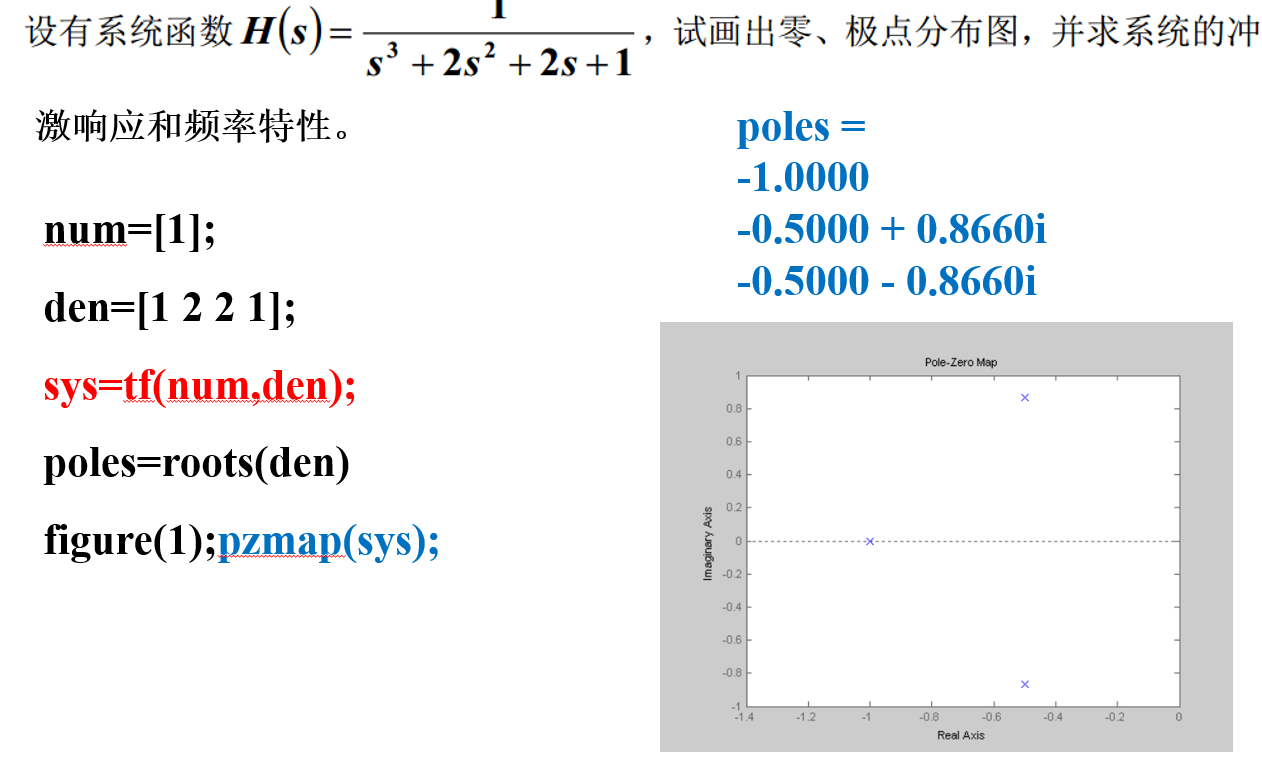 设有系统函数 H(s) = 1 / (s³ + 2s² + 2s + 1) ，试画出零、极点分布图，并求系统的冲
激响应和频率特性。
num=[1];
den=[1 2 2 1];
sys=tf(num,den);
poles=roots(den)
figure(1);pzmap(sys);
poles =
-1.0000
-0.5000 + 0.8660i
-0.5000 - 0.8660i
Pole-Zero Map
1
0.8
0.6
0.4
0.2
0
-0.2
-0.4
-0.6
-0.8
-1
Imaginary Axis
-1.4 -1.2 -1 -0.8 -0.6 -0.4 -0.2 0
Real Axis